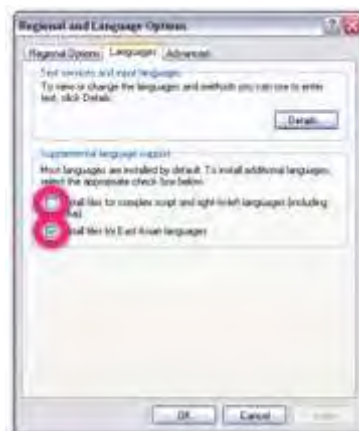 Regional and Language Options
Regional Options Languages Advanced
Text services and input languages
To view or change the languages and methods you can use to enter
text, click Details.
Details...
Supplemental language support
Most languages are installed by default. To install additional languages,
select the appropriate check box below.
files for complex script and right-to-left languages (including
files for East Asian languages
OK Cancel